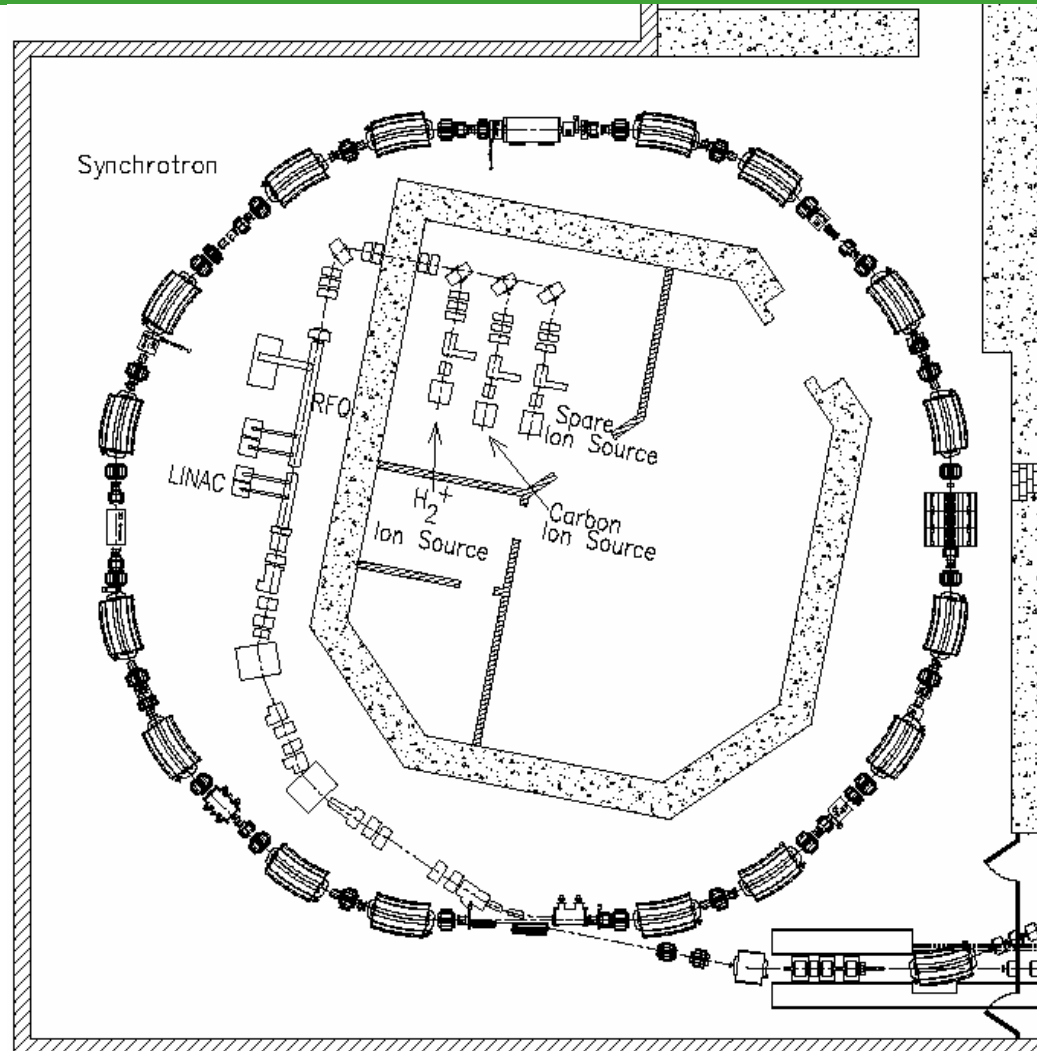 Synchrotron
RFQ
LINAC
Spare
Ion Source
H2+
Ion Source
Carbon
Ion Source